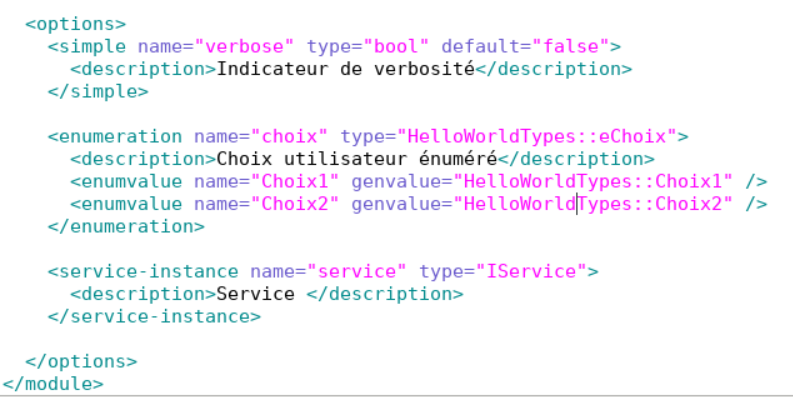 <options>
<simple name="verbose" type="bool" default="false">
<description>Indicateur de verbosité</description>
</simple>
<enumeration name="choix" type="HelloWorldTypes::eChoix">
<description>Choix utilisateur énuméré</description>
<enumvalue name="Choix1" genvalue="HelloWorldTypes::Choix1" />
<enumvalue name="Choix2" genvalue="HelloWorldTypes::Choix2" />
</enumeration>
<service-instance name="service" type="IService">
<description>Service </description>
</service-instance>
</options>
</module>